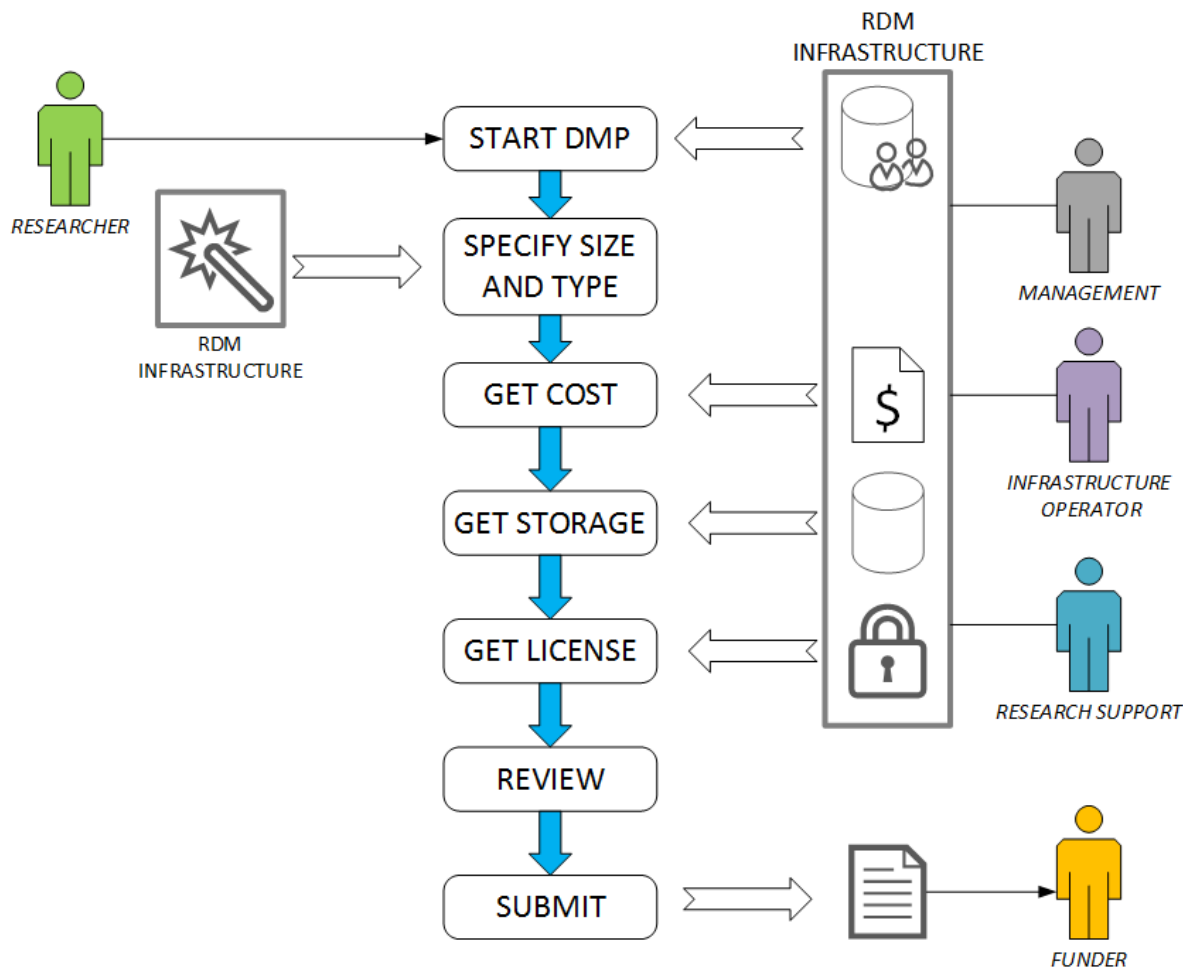 RDM
INFRASTRUCTURE
START DMP
RESEARCHER
SPECIFY SIZE
AND TYPE
MANAGEMENT
RDM
INFRASTRUCTURE
GET COST
$
INFRASTRUCTURE
OPERATOR
GET STORAGE
GET LICENSE
RESEARCH SUPPORT
REVIEW
SUBMIT
FUNDER